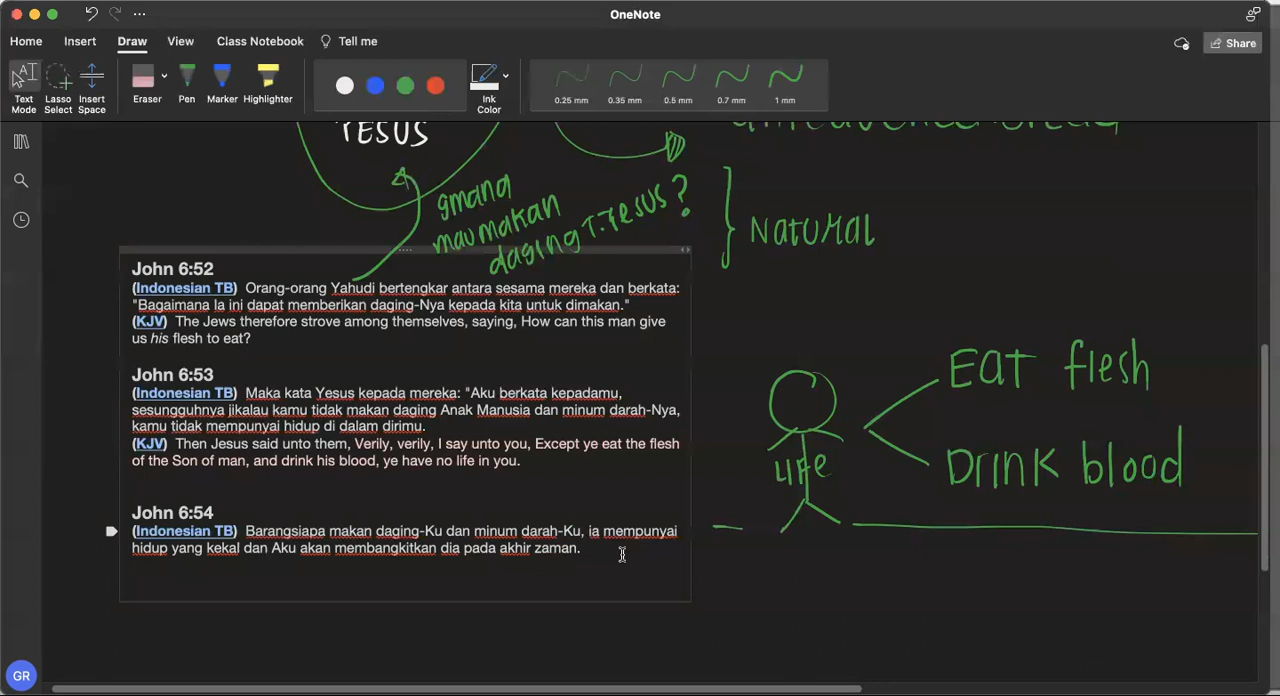 OneNote
Home Insert Draw View Class Notebook Tell me
Share
Text Mode
Lasso Select
Insert Space
Eraser
Pen
Marker
Highlighter
Ink Color
0.25 mm 0.35 mm 0.5 mm 0.7 mm 1 mm
YESUS
gmana
mau makan
daging T. Yesus?
NATURAL
John 6:52
(Indonesian TB) Orang-orang Yahudi bertengkar antara sesama mereka dan berkata:
"Bagaimana Ia ini dapat memberikan daging-Nya kepada kita untuk dimakan."
(KJV) The Jews therefore strove among themselves, saying, How can this man give
us his flesh to eat?
John 6:53
(Indonesian TB) Maka kata Yesus kepada mereka: "Aku berkata kepadamu,
sesungguhnya jikalau kamu tidak makan daging Anak Manusia dan minum darah-Nya,
kamu tidak mempunyai hidup di dalam dirimu.
(KJV) Then Jesus said unto them, Verily, verily, I say unto you, Except ye eat the flesh
of the Son of man, and drink his blood, ye have no life in you.
John 6:54
(Indonesian TB) Barangsiapa makan daging-Ku dan minum darah-Ku, ia mempunyai
hidup yang kekal dan Aku akan membangkitkan dia pada akhir zaman.
Eat flesh
LIFe
Drink blood
GR